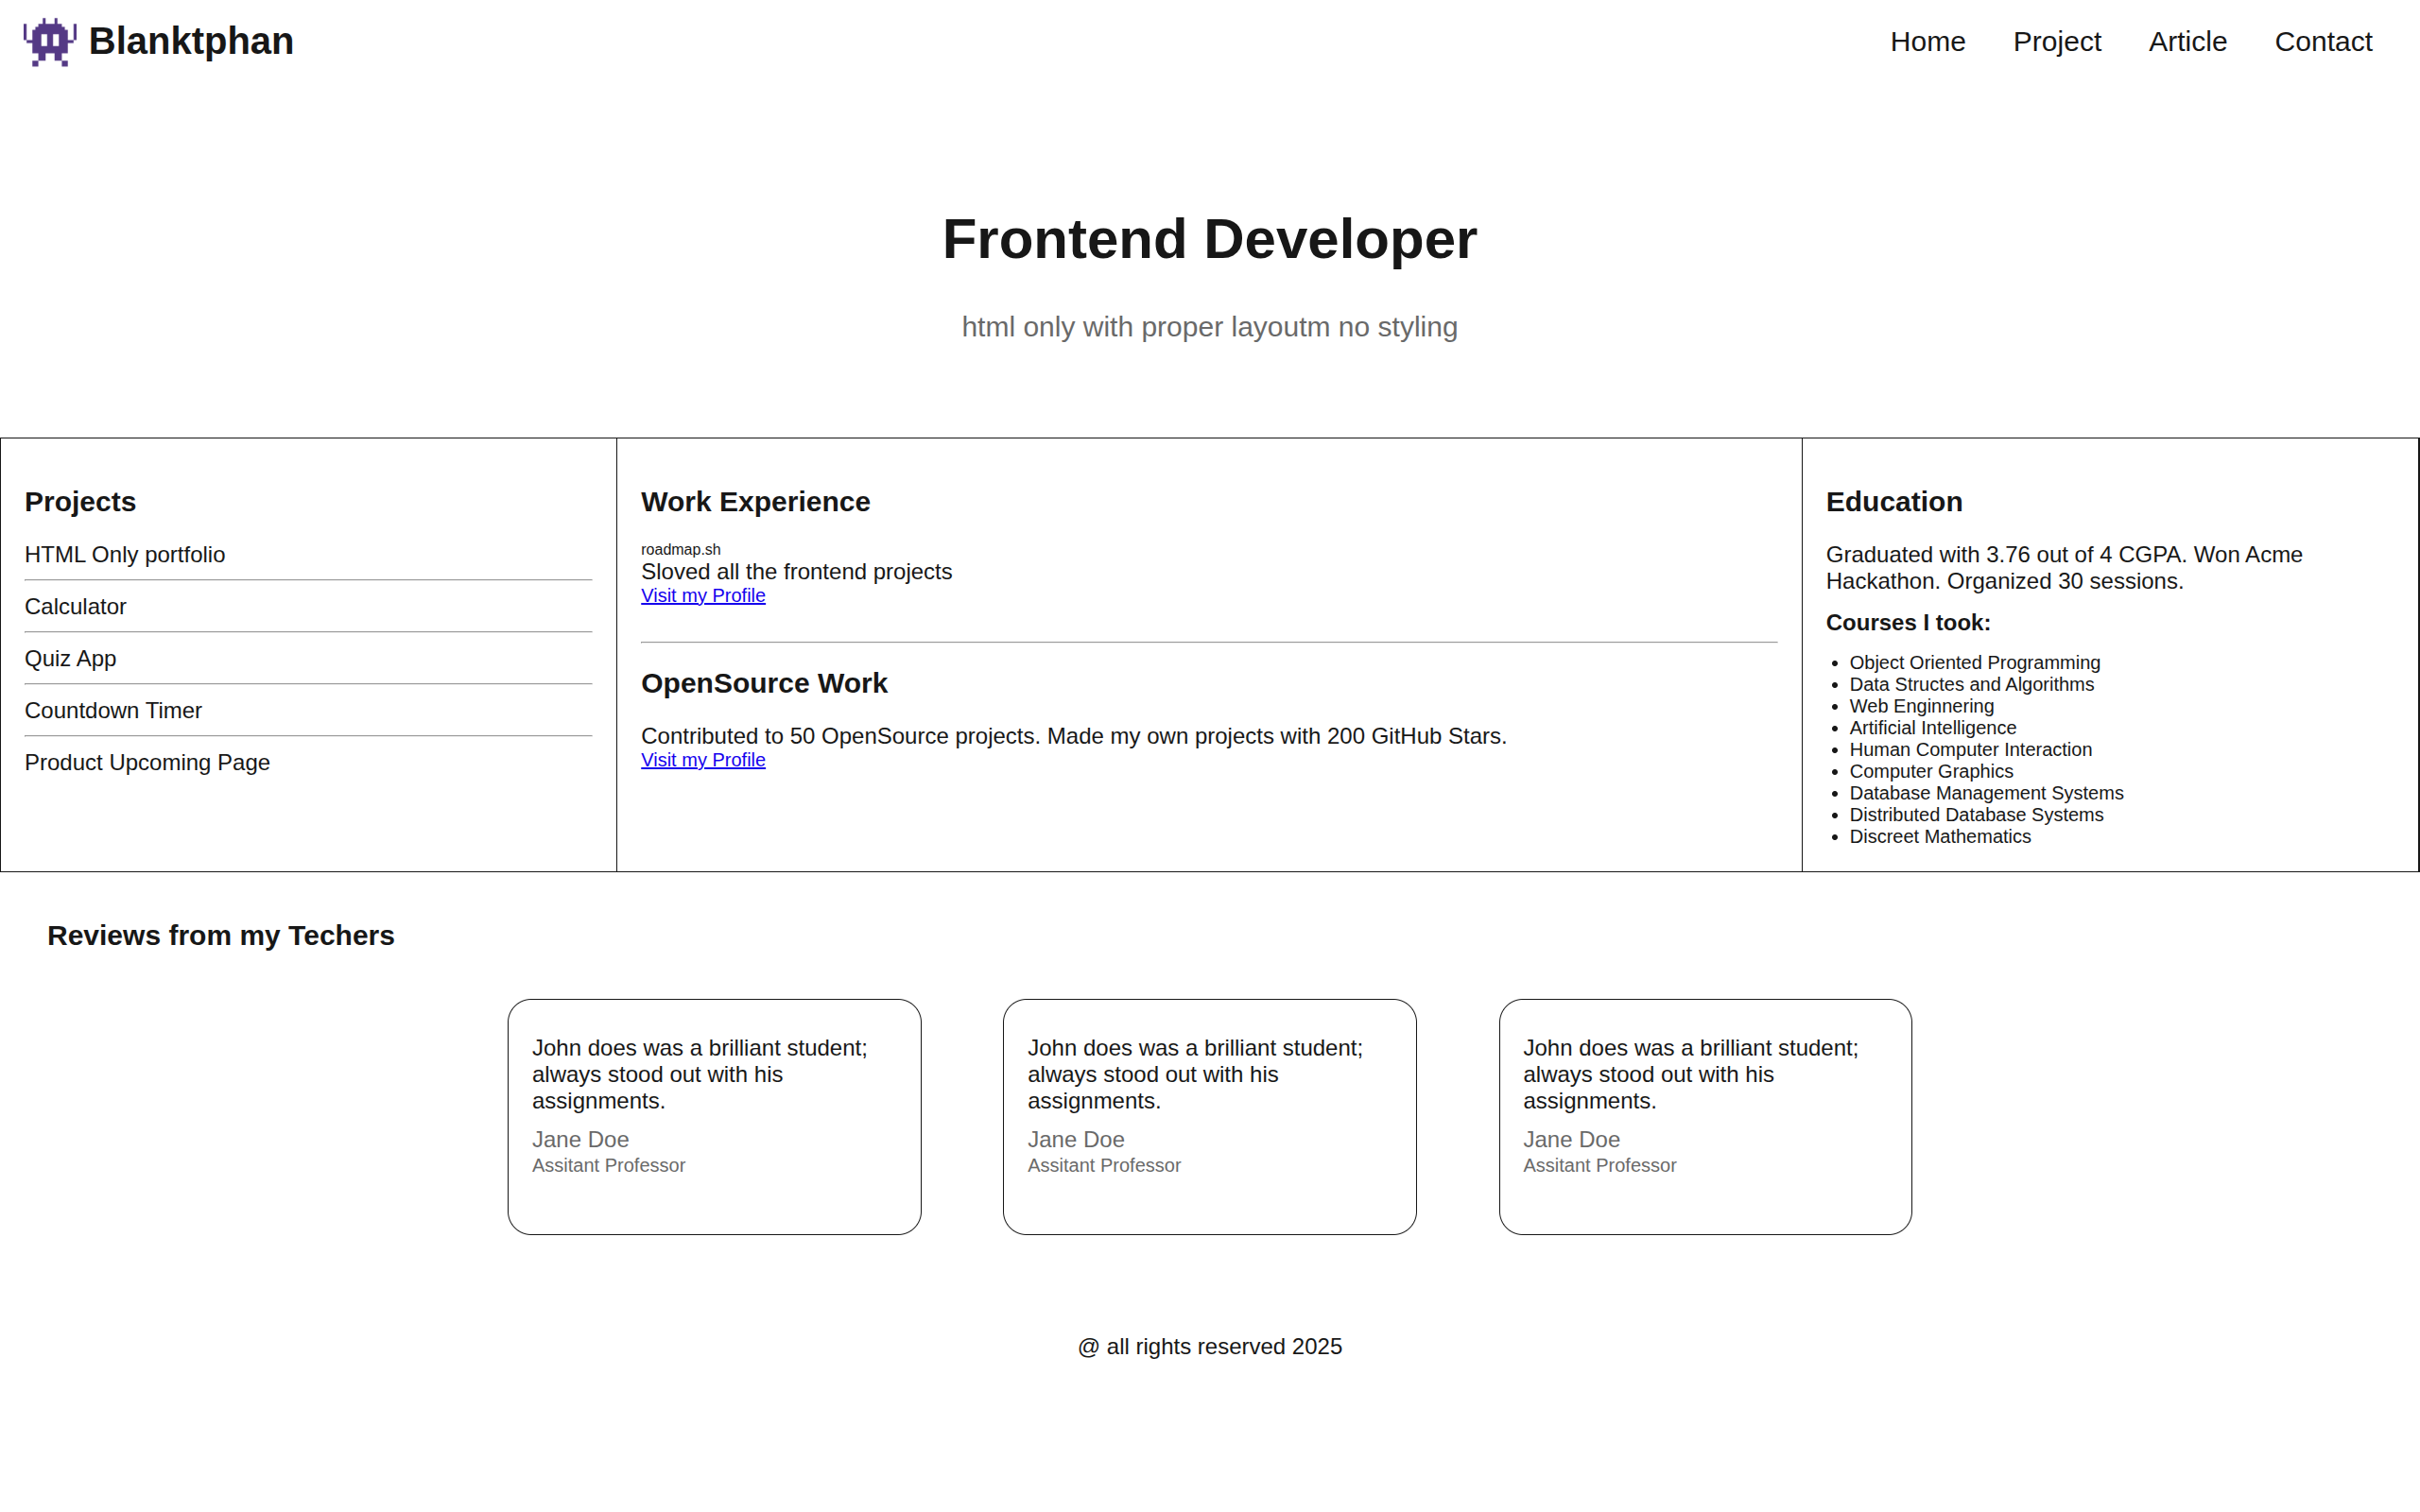 Blanktphan
Home Project Article Contact
Frontend Developer
html only with proper layoutm no styling
Projects
HTML Only portfolio
Calculator
Quiz App
Countdown Timer
Product Upcoming Page
Work Experience
roadmap.sh
Sloved all the frontend projects
Visit my Profile
OpenSource Work
Contributed to 50 OpenSource projects. Made my own projects with 200 GitHub Stars.
Visit my Profile
Education
Graduated with 3.76 out of 4 CGPA. Won Acme
Hackathon. Organized 30 sessions.
Courses I took:
Object Oriented Programming
Data Structes and Algorithms
Web Enginnering
Artificial Intelligence
Human Computer Interaction
Computer Graphics
Database Management Systems
Distributed Database Systems
Discreet Mathematics
Reviews from my Techers
John does was a brilliant student;
always stood out with his
assignments.
Jane Doe
Assitant Professor
John does was a brilliant student;
always stood out with his
assignments.
Jane Doe
Assitant Professor
John does was a brilliant student;
always stood out with his
assignments.
Jane Doe
Assitant Professor
@ all rights reserved 2025